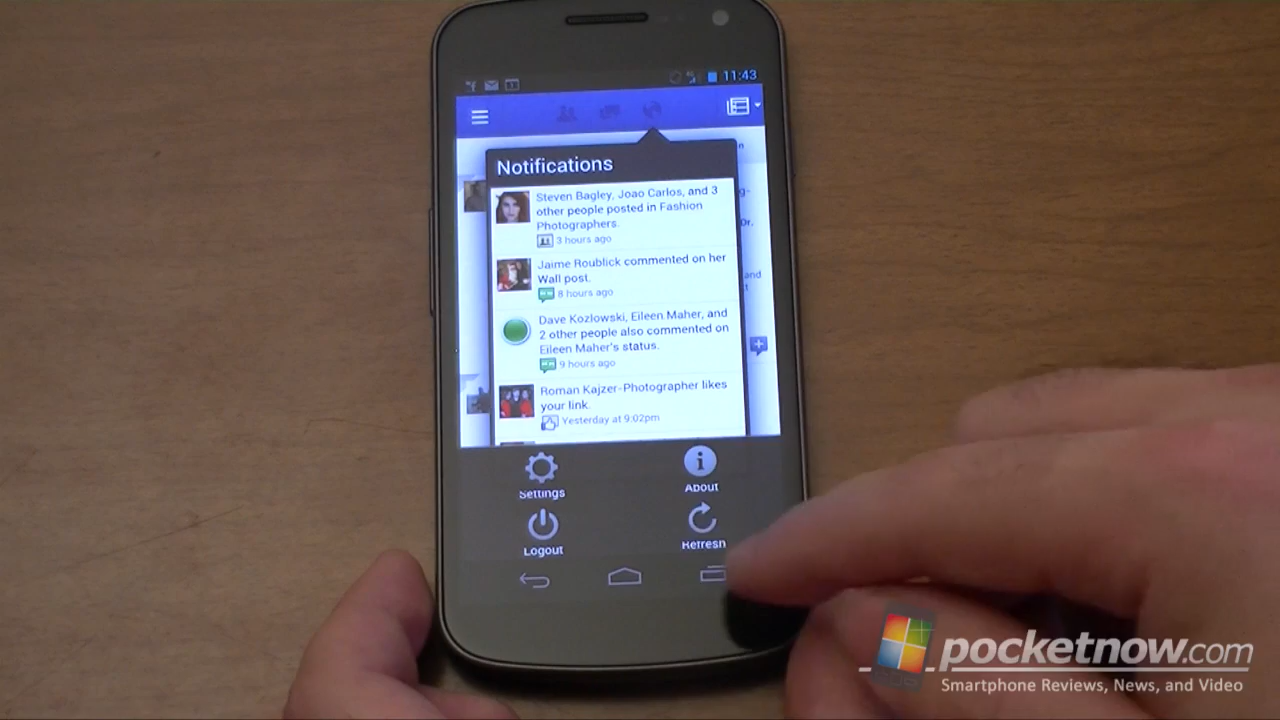 11:43
Notifications
Steven Bagley, Joao Carlos, and 3
other people posted in Fashion
Photographers.
3 hours ago
Jaime Roublick commented on her
Wall post.
8 hours ago
Dave Kozlowski, Eileen Maher, and
2 other people also commented on
Eileen Maher's status.
9 hours ago
Roman Kajzer-Photographer likes
your link.
Yesterday at 9:02pm
Dr.
and
Settings
About
Logout
Refresh
pocketnow.com
Smartphone Reviews, News, and Video